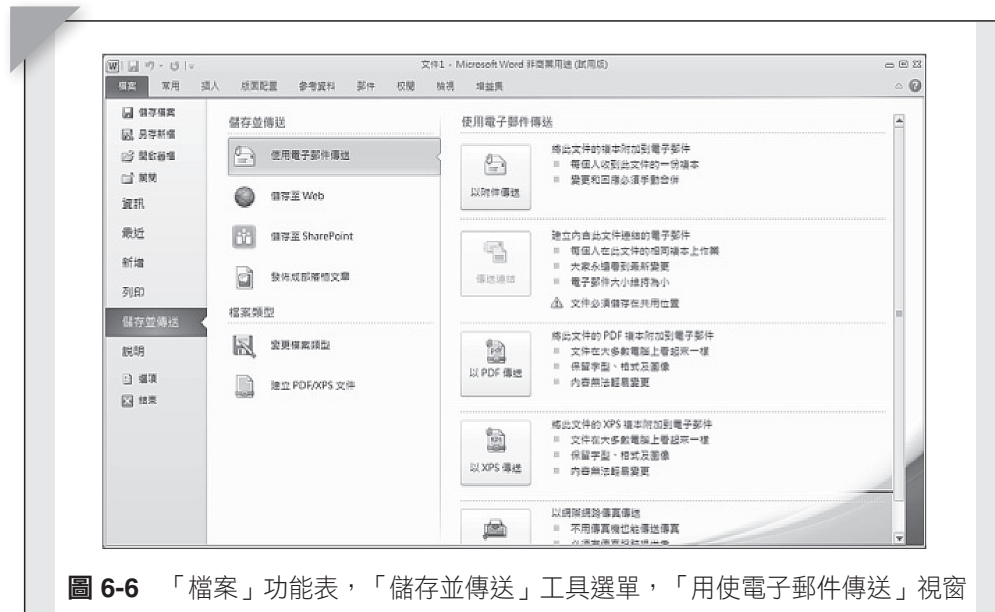 文件1 - Microsoft Word 非商業用途 (試用版)
檔案 常用 插入 版面配置 參考資料 郵件 校閱 檢視 增益集
儲存檔案
另存新檔
開啟舊檔
關閉
資訊
最近
新增
列印
儲存並傳送
說明
選項
結束
儲存並傳送
使用電子郵件傳送
儲存至 Web
儲存至 SharePoint
發佈成部落格文章
檔案類型
變更檔案類型
建立 PDF/XPS 文件
使用電子郵件傳送
以附件傳送
將此文件的複本附加到電子郵件
每個人收到此文件的一份複本
變更和回應必須手動合併
傳送連結
建立內含此文件連結的電子郵件
每個人在此文件的相同複本上作業
大家永遠看到最新變更
電子郵件大小維持為小
文件必須儲存在共用位置
以 PDF 傳送
將此文件的 PDF 複本附加到電子郵件
文件在大多數電腦上看起來一樣
保留字型、格式及圖像
內容無法輕易變更
以 XPS 傳送
將此文件的 XPS 複本附加到電子郵件
文件在大多數電腦上看起來一樣
保留字型、格式及圖像
內容無法輕易變更
以網際網路傳真傳送
不用傳真機也能傳送傳真
圖 6-6 「檔案」功能表，「儲存並傳送」工具選單，「用使電子郵件傳送」視窗